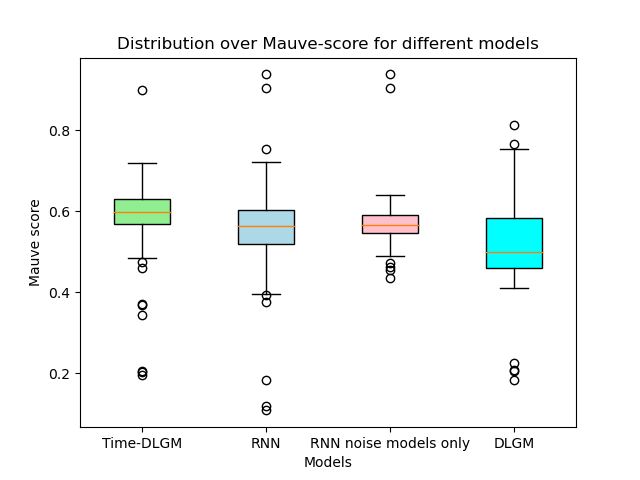 Distribution over Mauve-score for different models
Mauve score
0.8
0.6
0.4
0.2
Time-DLGM
RNN
RNN noise models only
DLGM
Models